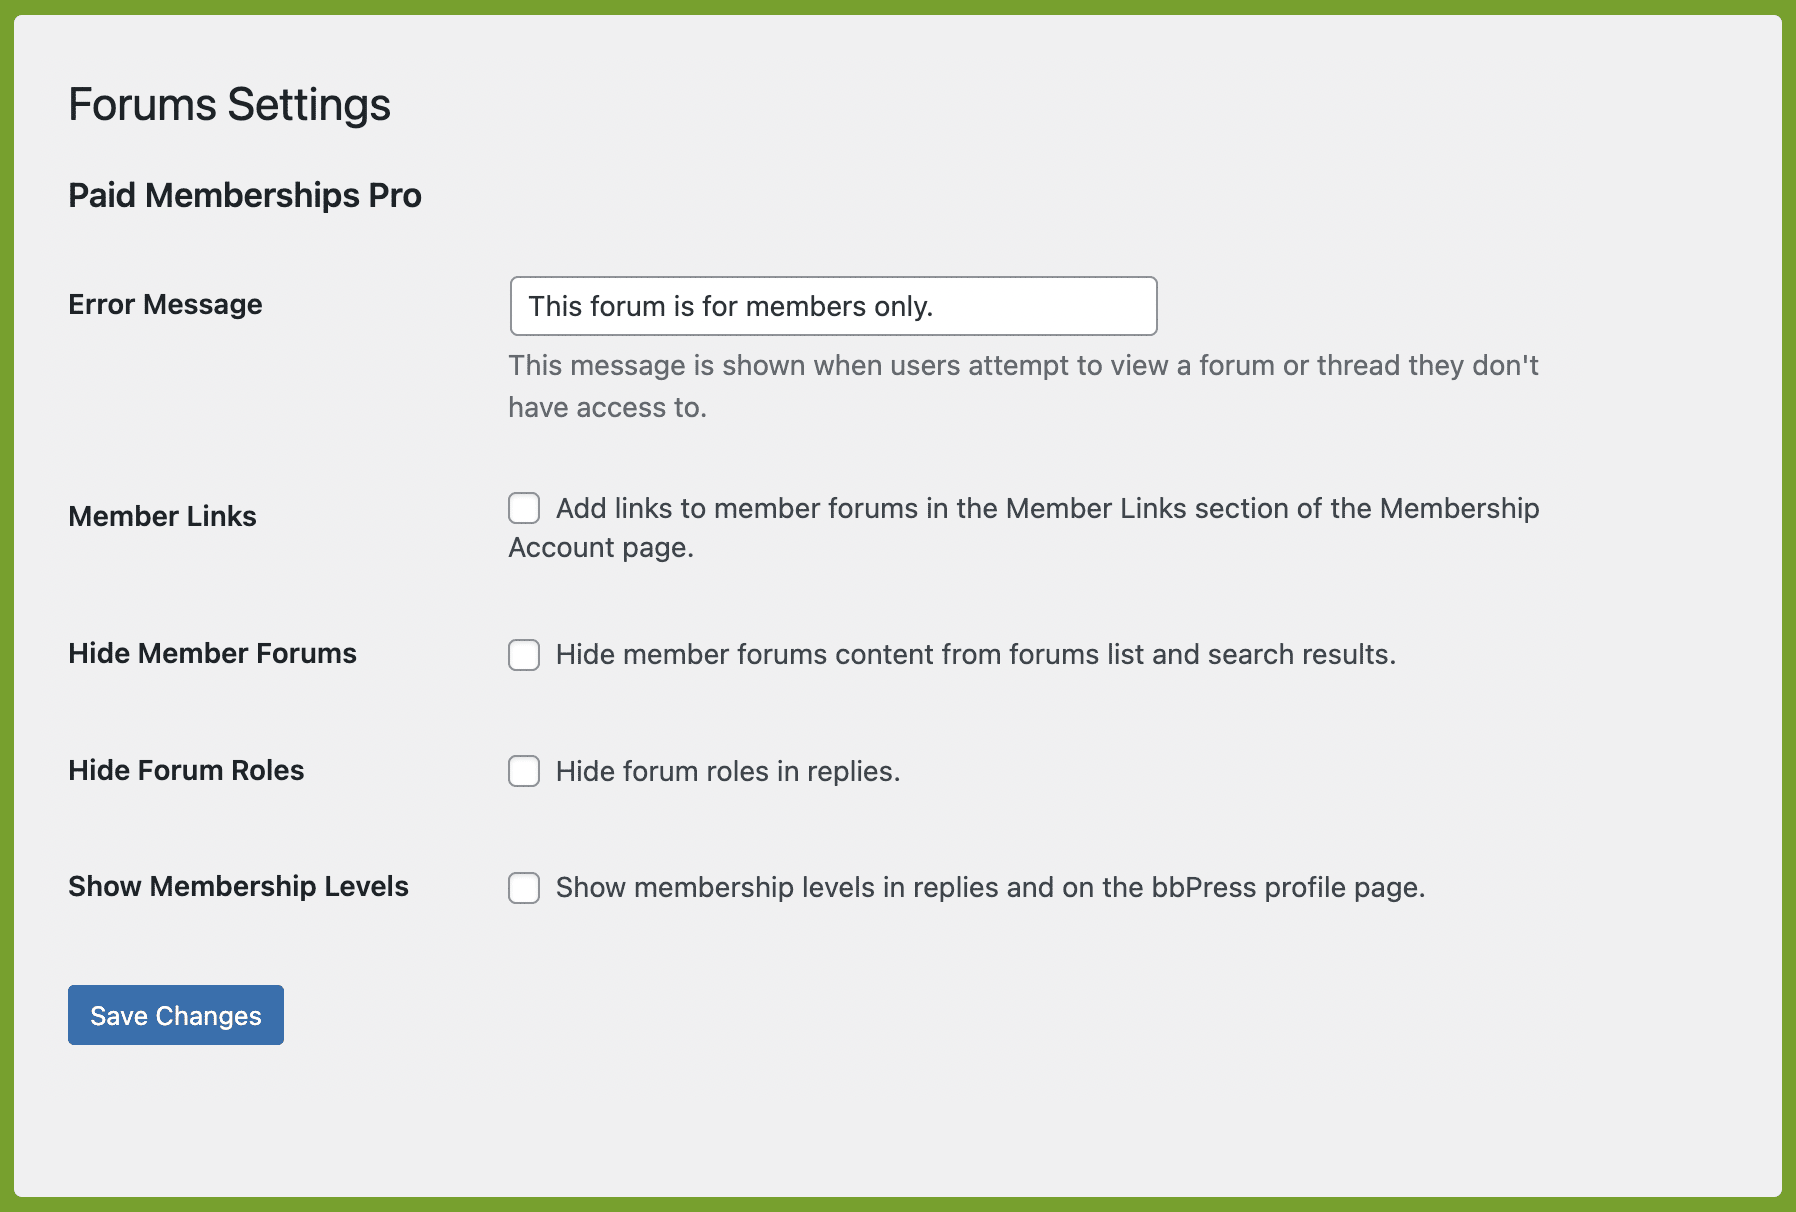 Forums Settings
Paid Memberships Pro
Error Message
This forum is for members only.
This message is shown when users attempt to view a forum or thread they don't
have access to.
Member Links
Add links to member forums in the Member Links section of the Membership
Account page.
Hide Member Forums
Hide member forums content from forums list and search results.
Hide Forum Roles
Hide forum roles in replies.
Show Membership Levels
Show membership levels in replies and on the bbPress profile page.
Save Changes